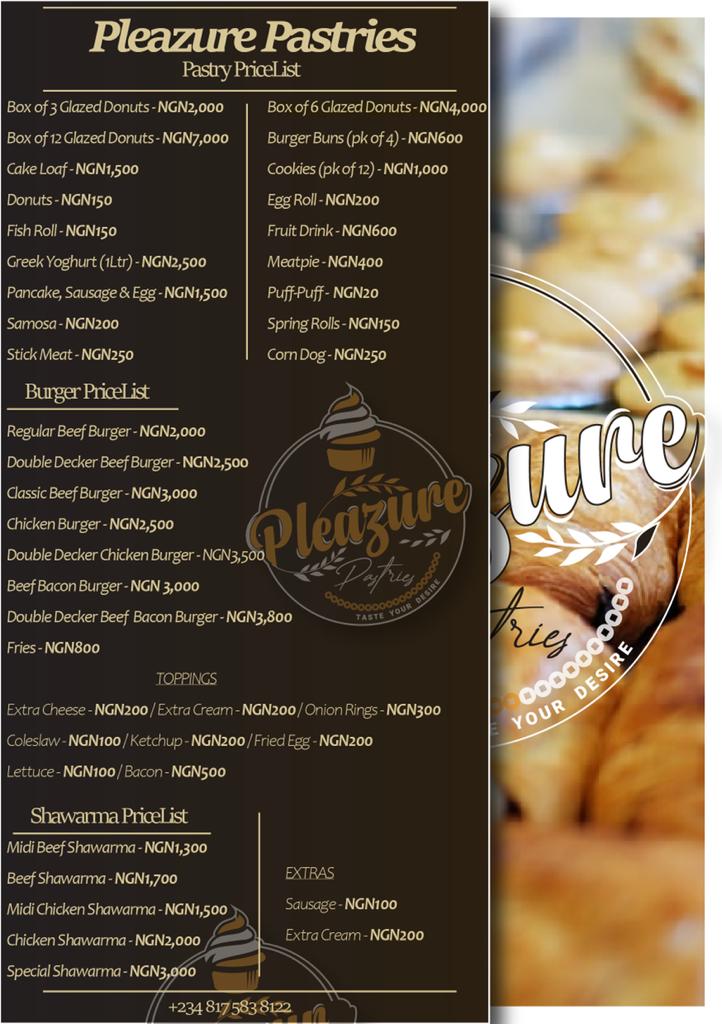 Pleazure Pastries
Pastry PriceList
Box of 3 Glazed Donuts - NGN2,000
Box of 12 Glazed Donuts - NGN7,000
Cake Loaf - NGN1,500
Donuts - NGN150
Fish Roll - NGN150
Greek Yoghurt (1Ltr) - NGN2,500
Pancake, Sausage & Egg - NGN1,500
Samosa - NGN200
Stick Meat - NGN250
Box of 6 Glazed Donuts - NGN4,000
Burger Buns (pk of 4) - NGN600
Cookies (pk of 12) - NGN1,000
Egg Roll - NGN200
Fruit Drink - NGN600
Meatpie - NGN400
Puff-Puff - NGN20
Spring Rolls - NGN150
Corn Dog - NGN250
Burger PriceList
Regular Beef Burger - NGN2,000
Double Decker Beef Burger - NGN2,500
Classic Beef Burger - NGN3,000
Chicken Burger - NGN2,500
Double Decker Chicken Burger - NGN3,500
Beef Bacon Burger - NGN 3,000
Double Decker Beef Bacon Burger - NGN3,800
Fries - NGN800
Pleazure
Pastries
TASTE YOUR DESIRE
TOPPINGS
Extra Cheese - NGN200 / Extra Cream - NGN200 / Onion Rings - NGN300
Coleslaw - NGN100 / Ketchup - NGN200 / Fried Egg - NGN200
Lettuce - NGN100 / Bacon - NGN500
Shawarma PriceList
Midi Beef Shawarma - NGN1,300
Beef Shawarma - NGN1,700
Midi Chicken Shawarma - NGN1,500
Chicken Shawarma - NGN2,000
Special Shawarma - NGN3,000
EXTRAS
Sausage - NGN100
Extra Cream - NGN200
+234 817 583 8122
zure
tries
E YOUR DESIRE